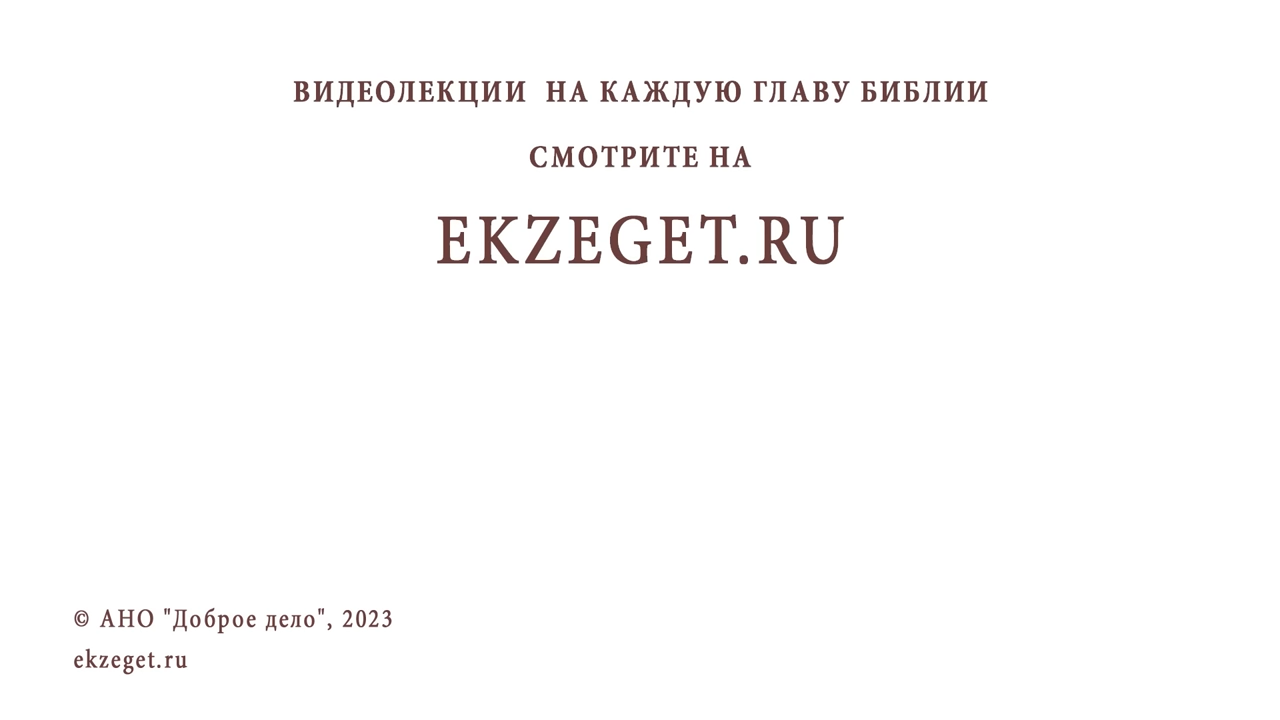 ВИДЕОЛЕКЦИИ НА КАЖДУЮ ГЛАВУ БИБЛИИ
СМОТРИТЕ НА
EKZEGET.RU
© АНО "Доброе дело", 2023
ekzeget.ru